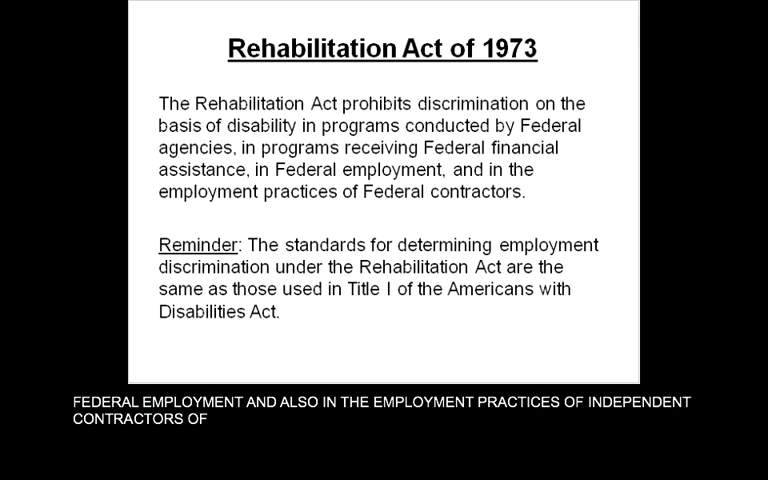 Rehabilitation Act of 1973
The Rehabilitation Act prohibits discrimination on the
basis of disability in programs conducted by Federal
agencies, in programs receiving Federal financial
assistance, in Federal employment, and in the
employment practices of Federal contractors.
Reminder: The standards for determining employment
discrimination under the Rehabilitation Act are the
same as those used in Title I of the Americans with
Disabilities Act.
FEDERAL EMPLOYMENT AND ALSO IN THE EMPLOYMENT PRACTICES OF INDEPENDENT
CONTRACTORS OF